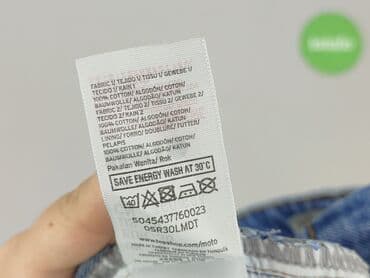 FABRIC 1/ TEJIDO 1/ TISSU 1/ GEWEBE 1/
TECIDO 1/ KAIN 1
100% COTTON/ ALGODÓN/ COTON/
BAUMWOLLE/ ALGODÃO/ KATUN
FABRIC 2/ TEJIDO 2/ TISSU 2/ GEWEBE 2/
TECIDO 2/ KAIN 2
100% COTTON/ ALGODÓN/ COTON/
BAUMWOLLE/ ALGODÃO/ KATUN
LINING/ FORRO/ DOUBLURE/ FUTTER/
PELAPIS
100% COTTON/ ALGODÓN/ COTON/
BAUMWOLLE/ ALGODÃO/ KATUN
Pakaian Wanita/ Rok
SAVE ENERGY WASH AT 30°C
40
5045437760023
05R30LMDT
www.topshop.com/moto